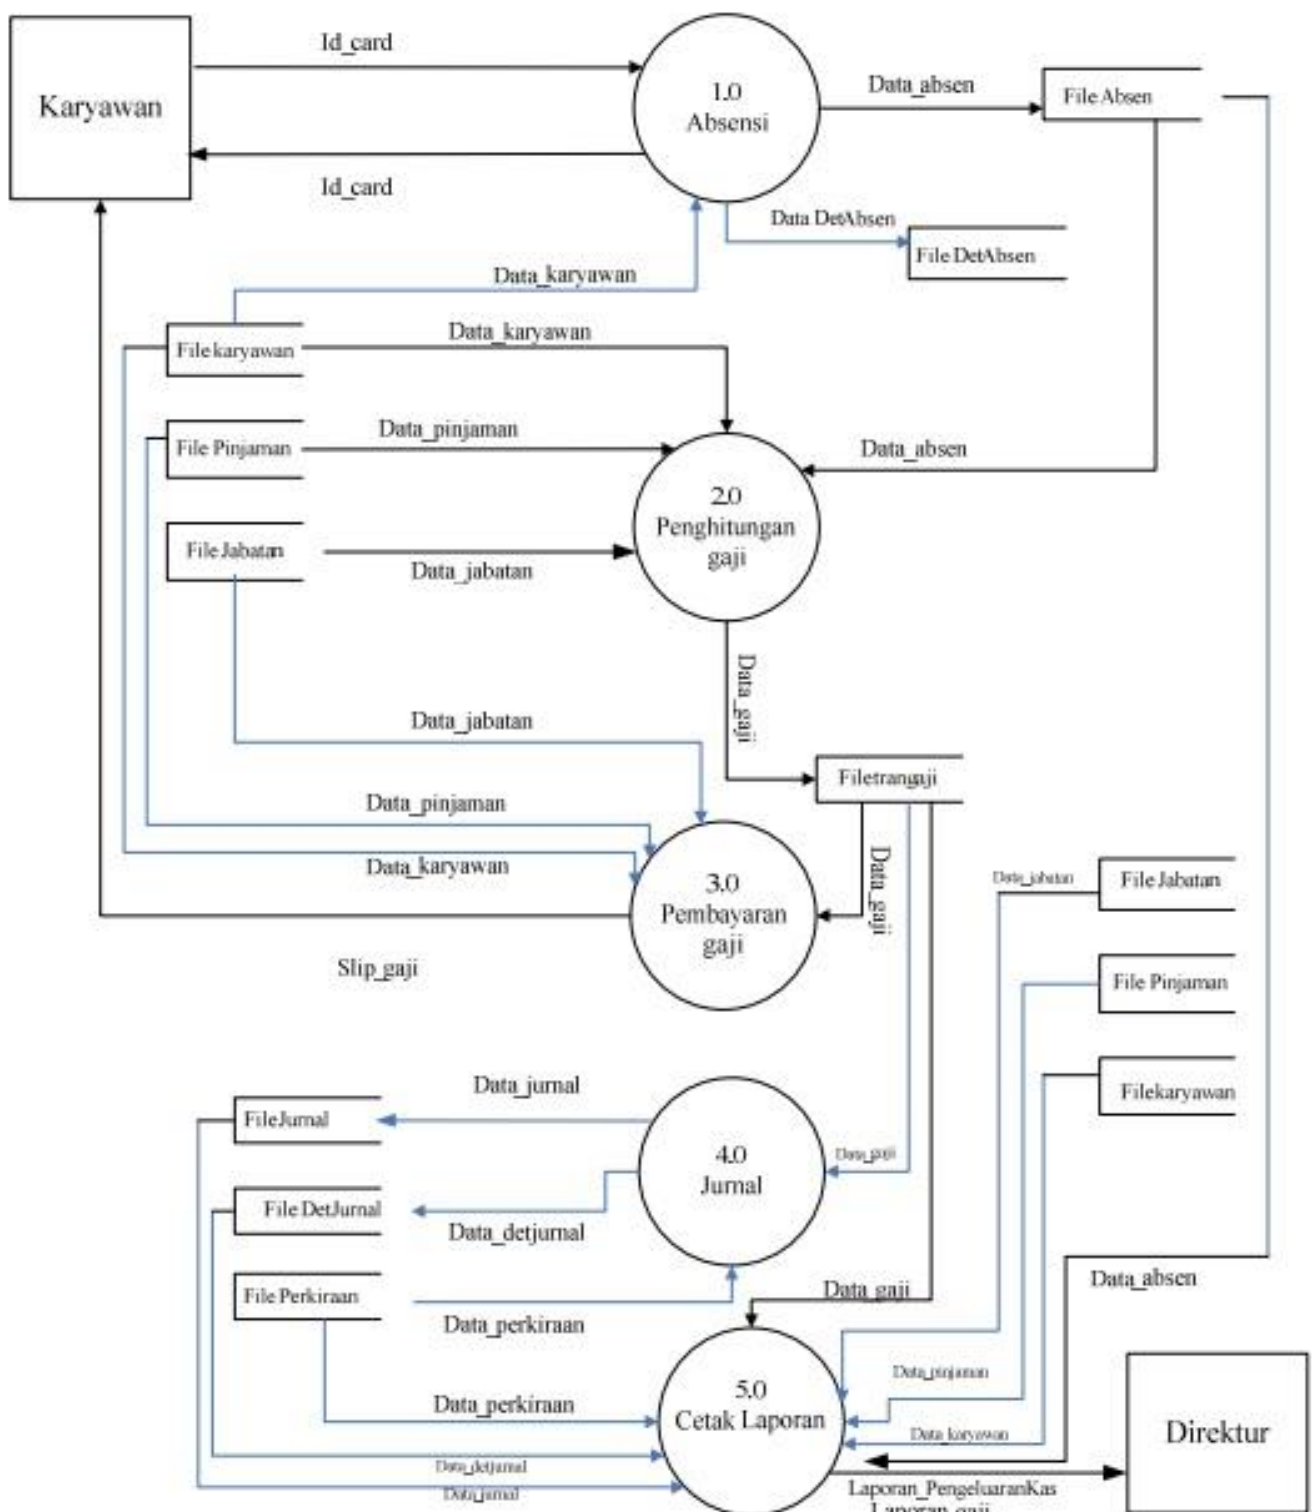 Id_card
Karyawan
1.0
Absensi
Data_absen
File Absen
Id_card
Data DetAbsen
File DetAbsen
Data_karyawan
Data_karyawan
File karyawan
Data_pinjaman
File Pinjaman
Data_absen
2.0
Penghitungan
gaji
File Jabatan
Data_jabatan
Data_gaji
Data_jabatan
Filetrangaji
Data_pinjaman
Data_karyawan
Data_gaji
3.0
Pembayaran
gaji
Data_jabatan
File Jabatan
Slip_gaji
File Pinjaman
Data_jurnal
Filekaryawan
FileJurnal
4.0
Jurnal
Data_gaji
File DetJurnal
Data_detjurnal
File Perkiraan
Data_perkiraan
Data_gaji
Data_absen
5.0
Cetak Laporan
Data_pinjaman
Data_perkiraan
Data_karyawan
Direktur
Data_detjurnal
Data_jurnal
Laporan_PengeluaranKas
Laporan_gaji